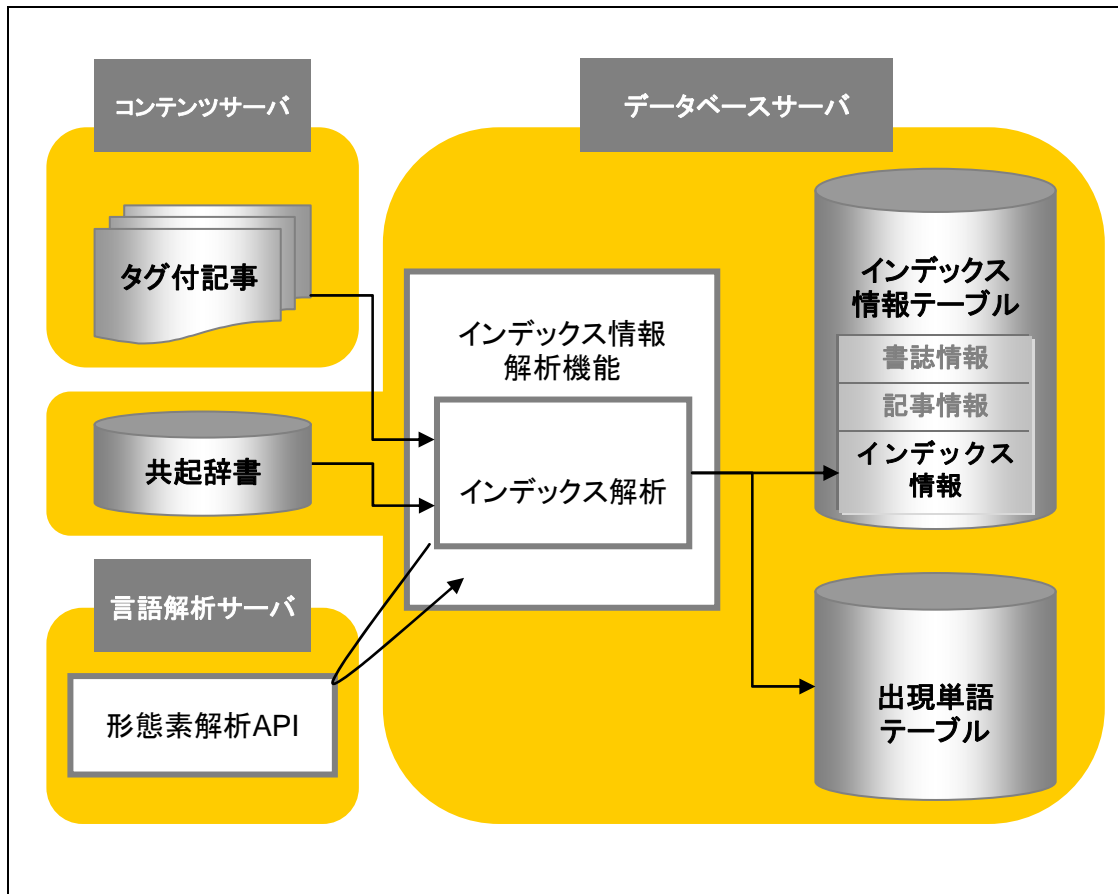 コンテンツサーバ
データベースサーバ
タグ付記事
インデックス情報
解析機能
インデックス解析
共起辞書
言語解析サーバ
形態素解析API
インデックス
情報テーブル
書誌情報
記事情報
インデックス
情報
出現単語
テーブル